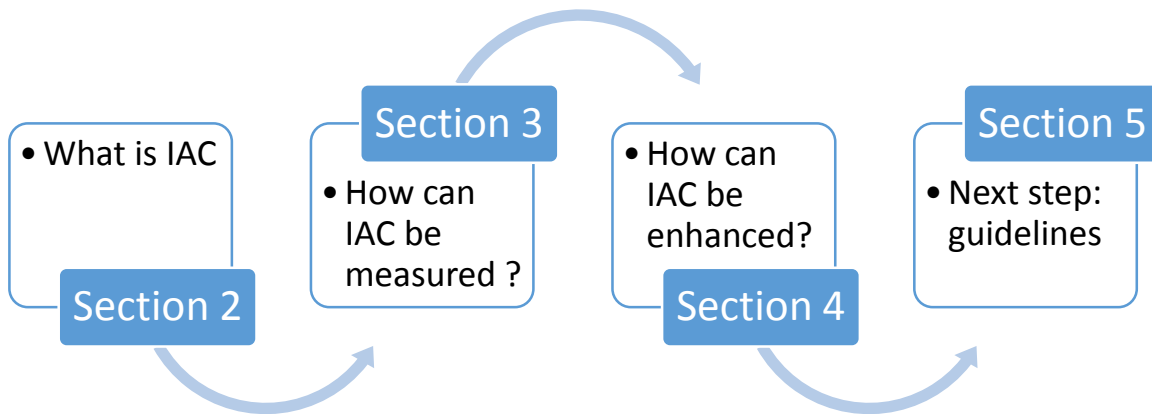 • What is IAC
Section 2
Section 3
• How can
IAC be
measured ?
• How can
IAC be
enhanced?
Section 4
Section 5
• Next step:
guidelines